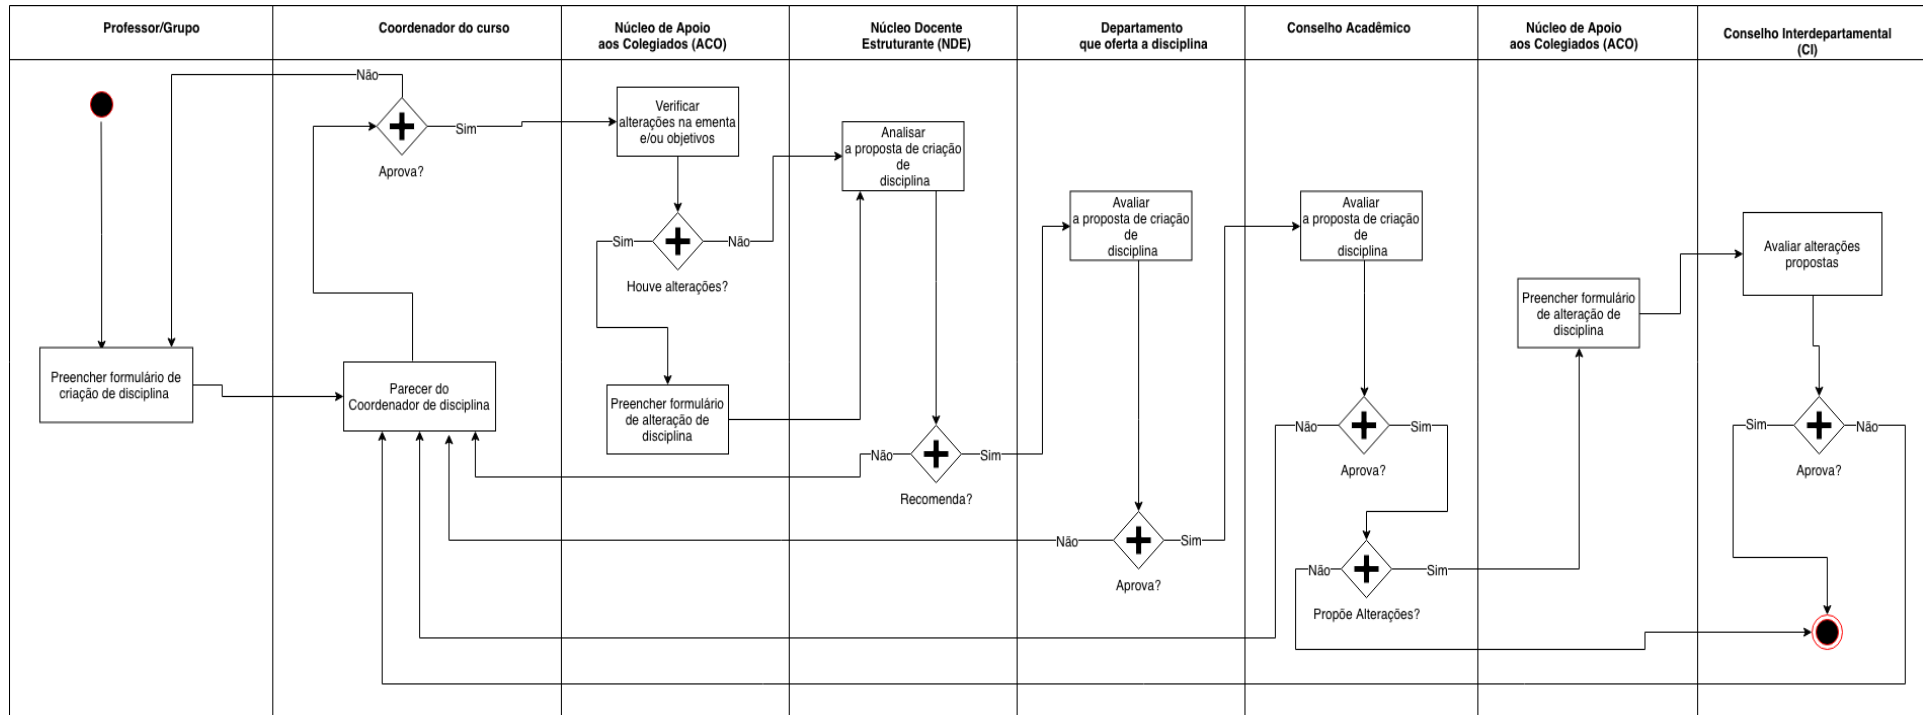 Professor/Grupo
Coordenador do curso
Núcleo de Apoio
aos Colegiados (ACO)
Núcleo Docente
Estruturante (NDE)
Departamento
que oferta a disciplina
Conselho Acadêmico
Núcleo de Apoio
aos Colegiados (ACO)
Conselho Interdepartamental
(CI)
Preencher formulário de
criação de disciplina
Não
Sim
Aprova?
Parecer do
Coordenador de disciplina
Verificar
alterações na ementa
e/ou objetivos
Sim
Não
Houve alterações?
Preencher formulário
de alteração de
disciplina
Analisar
a proposta de criação
de
disciplina
Não
Sim
Recomenda?
Avaliar
a proposta de criação
de
disciplina
Não
Sim
Aprova?
Avaliar
a proposta de criação
de
disciplina
Não
Sim
Aprova?
Não
Sim
Propõe Alterações?
Preencher formulário
de alteração de
disciplina
Avaliar alterações
propostas
Sim
Não
Aprova?